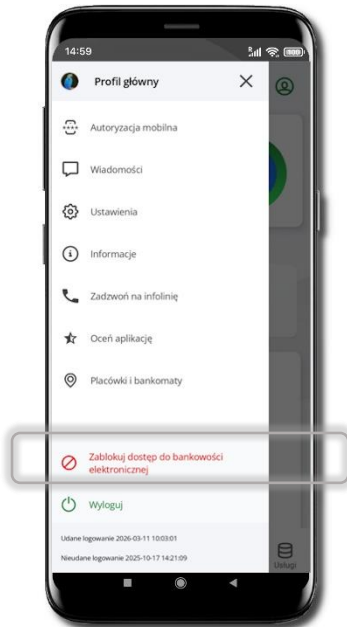 14:59
Profil główny
Autoryzacja mobilna
Wiadomości
Ustawienia
Informacje
Zadzwoń na infolinię
Oceń aplikację
Placówki i bankomaty
Zablokuj dostęp do bankowości
elektronicznej
Wyloguj
Udane logowanie 2026-03-11 10:03:01
Nieudane logowanie 2025-10-17 14:21:09
Usługi